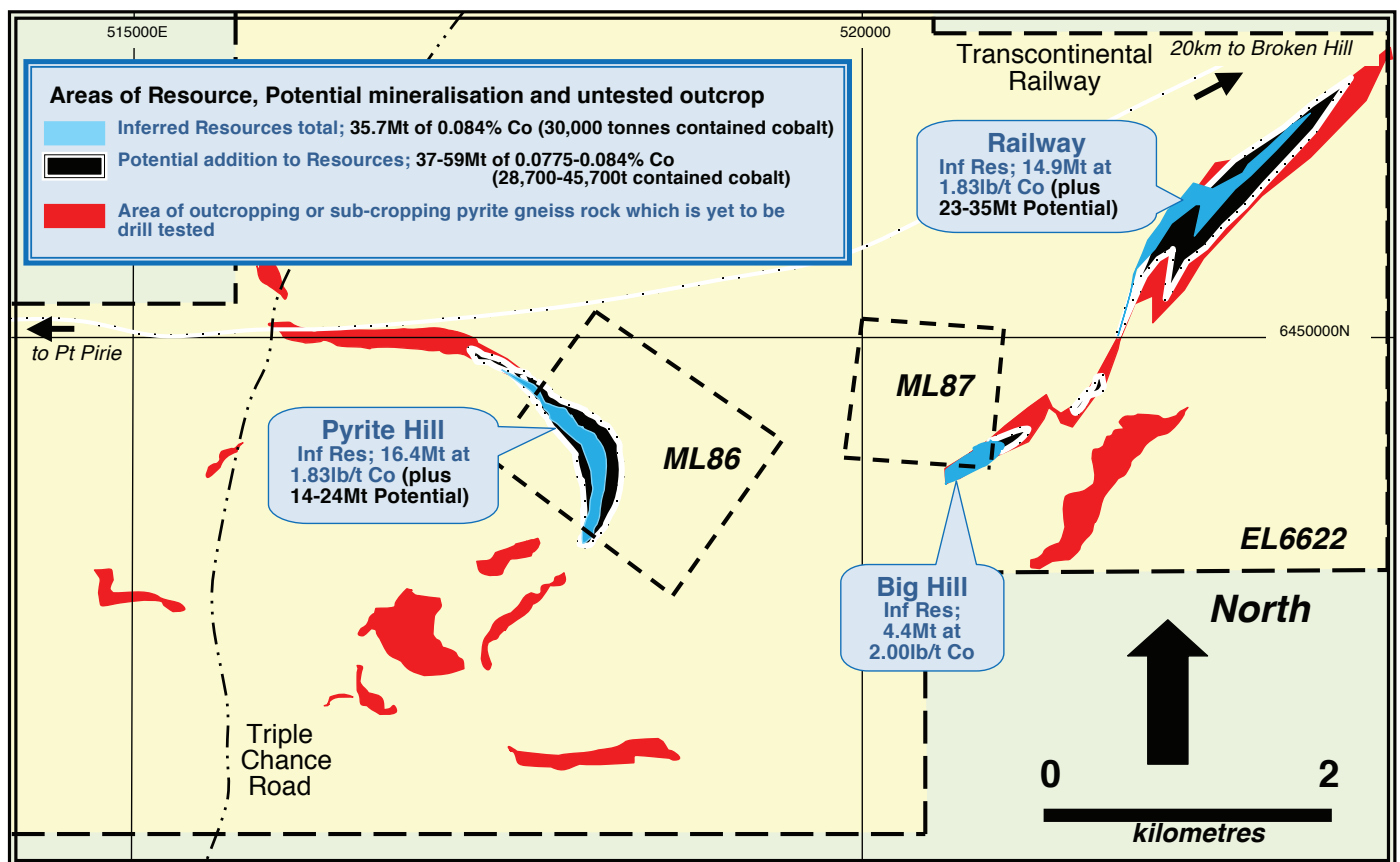 515000E
520000
20km to Broken Hill
Transcontinental
Railway
Areas of Resource, Potential mineralisation and untested outcrop
Inferred Resources total; 35.7Mt of 0.084% Co (30,000 tonnes contained cobalt)
Potential addition to Resources; 37-59Mt of 0.0775-0.084% Co
(28,700-45,700t contained cobalt)
Area of outcropping or sub-cropping pyrite gneiss rock which is yet to be
drill tested
Railway
Inf Res; 14.9Mt at
1.83lb/t Co (plus
23-35Mt Potential)
to Pt Pirie
6450000N
ML87
Pyrite Hill
Inf Res; 16.4Mt at
1.83lb/t Co (plus
14-24Mt Potential)
ML86
EL6622
Big Hill
Inf Res;
4.4Mt at
2.00lb/t Co
North
Triple
Chance
Road
0
2
kilometres